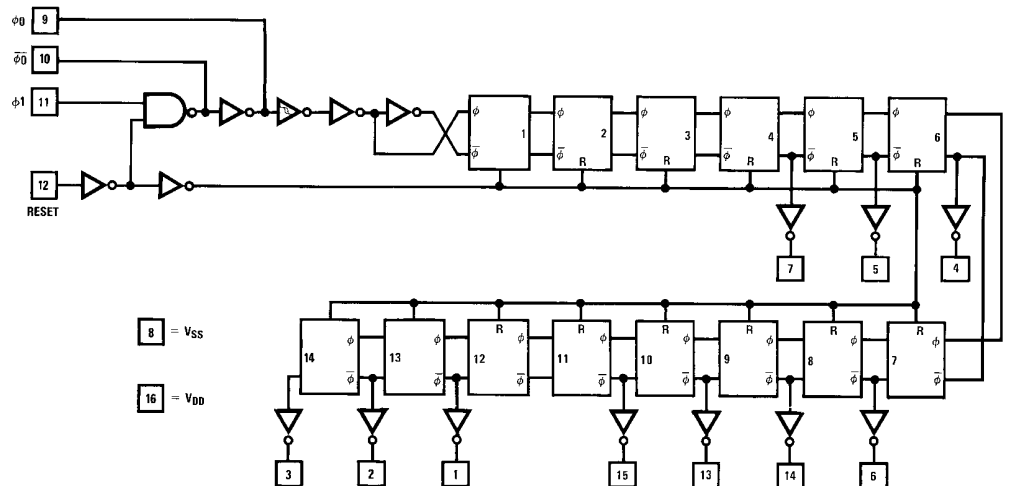 ϕ0 9
ϕ̅0̅ 10
ϕ1 11
12
RESET
ϕ ϕ ϕ ϕ ϕ ϕ
1 2 3 4 5 6
ϕ̅ ϕ̅ ϕ̅ ϕ̅ ϕ̅ ϕ̅
R R R R R
7 5 4
8 = VSS
16 = VDD
R R R R R R
ϕ ϕ ϕ ϕ ϕ ϕ ϕ ϕ
14 13 12 11 10 9 8 7
ϕ̅ ϕ̅ ϕ̅ ϕ̅ ϕ̅ ϕ̅ ϕ̅
3 2 1 15 13 14 6